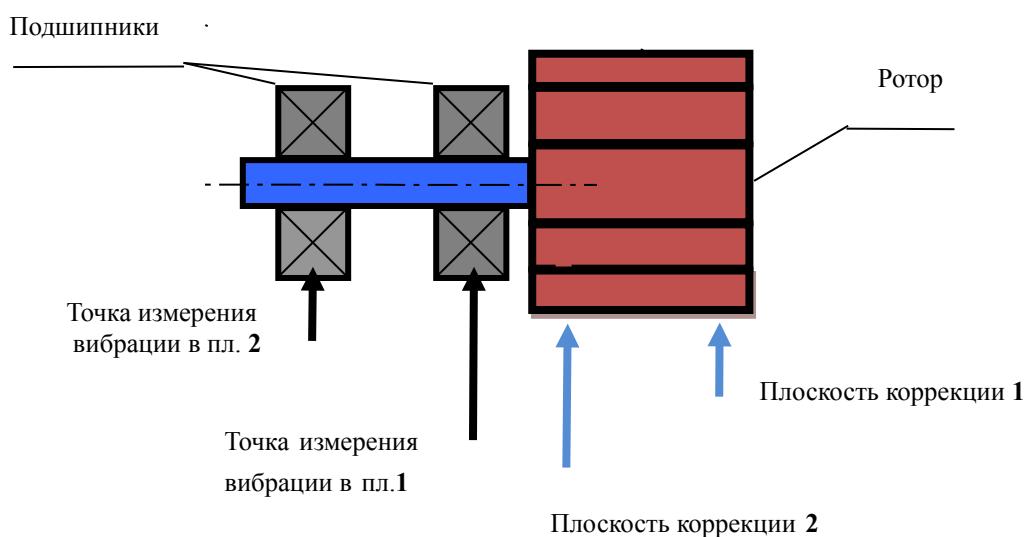 Подшипники
Ротор
Точка измерения
вибрации в пл. 2
Плоскость коррекции 1
Точка измерения
вибрации в пл.1
Плоскость коррекции 2